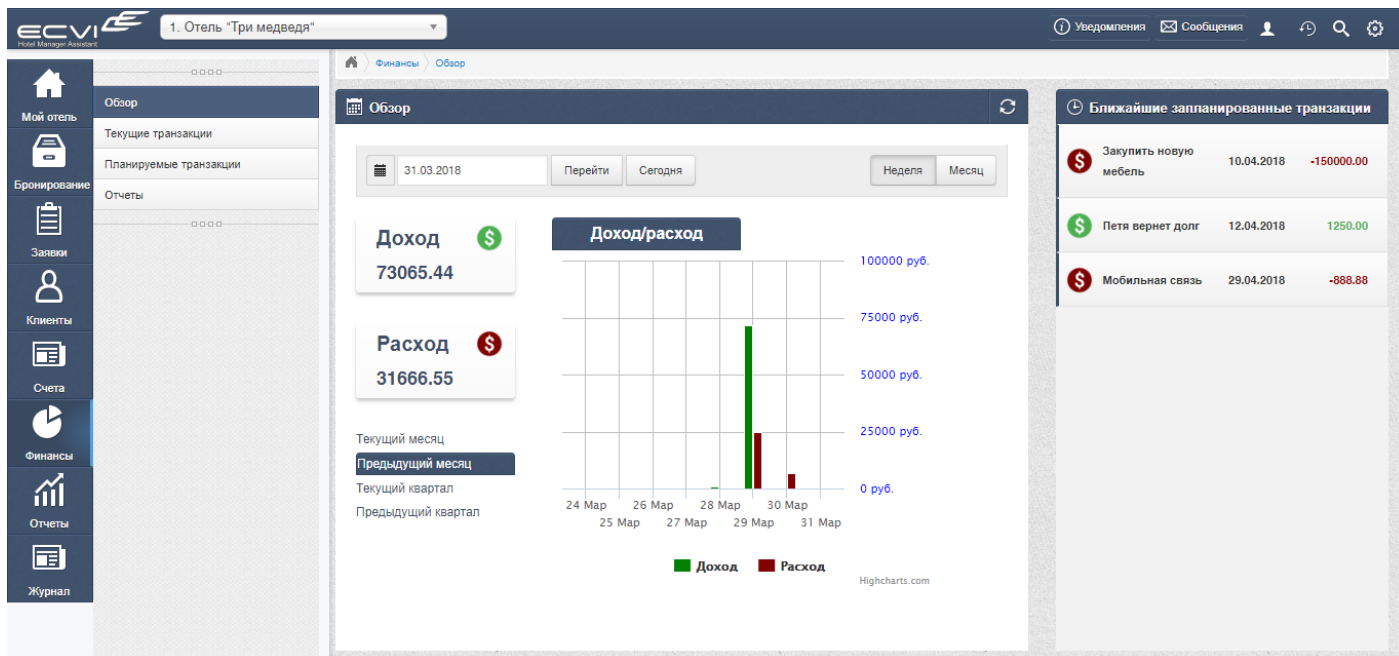 ECVI
Hotel Manager Assistant
1. Отель "Три медведя"
Уведомления
Сообщения
Мой отель
Бронирование
Заявки
Клиенты
Счета
Финансы
Отчеты
Журнал
Обзор
Текущие транзакции
Планируемые транзакции
Отчеты
Финансы
Обзор
Обзор
31.03.2018
Перейти
Сегодня
Неделя
Месяц
Доход
73065.44
Расход
31666.55
Текущий месяц
Предыдущий месяц
Текущий квартал
Предыдущий квартал
Доход/расход
100000 руб.
75000 руб.
50000 руб.
25000 руб.
0 руб.
24 Мар
25 Мар
26 Мар
27 Мар
28 Мар
29 Мар
30 Мар
31 Мар
Доход
Расход
Highcharts.com
Ближайшие запланированные транзакции
Закупить новую
мебель
10.04.2018
-150000.00
Петя вернет долг
12.04.2018
1250.00
Мобильная связь
29.04.2018
-888.88